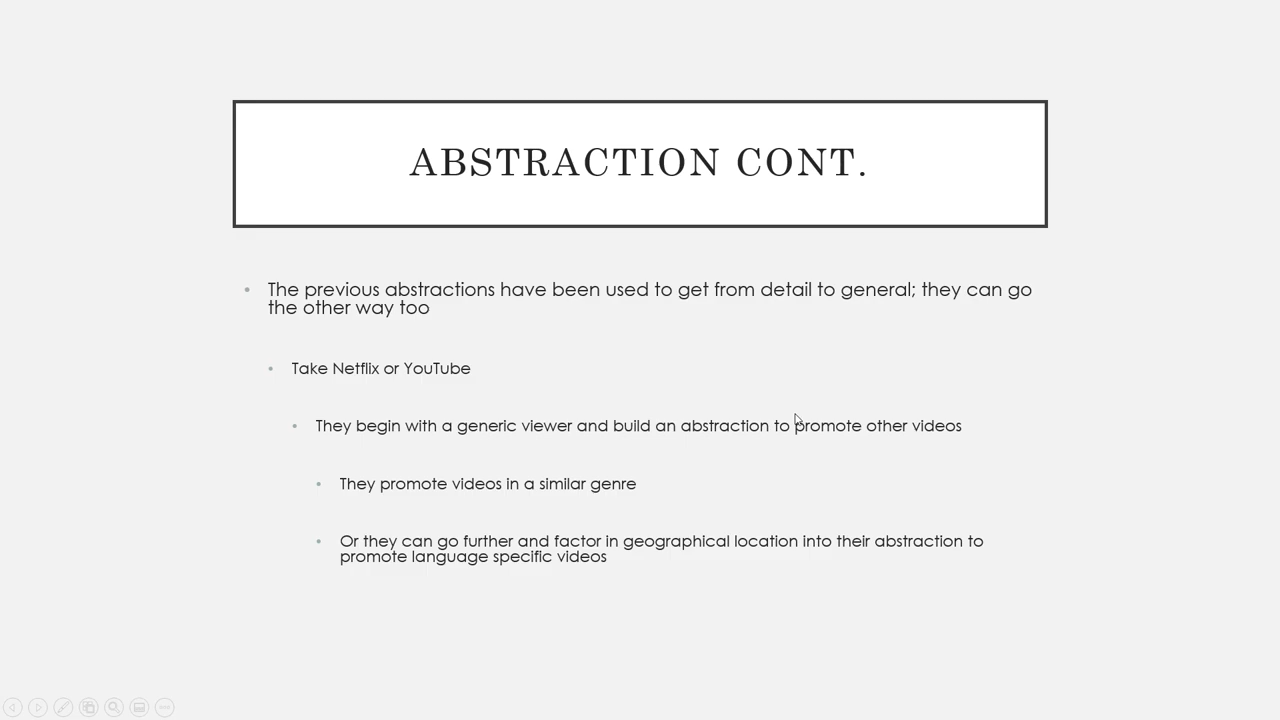 ABSTRACTION CONT.
• The previous abstractions have been used to get from detail to general; they can go
the other way too
• Take Netflix or YouTube
• They begin with a generic viewer and build an abstraction to promote other videos
• They promote videos in a similar genre
• Or they can go further and factor in geographical location into their abstraction to
promote language specific videos